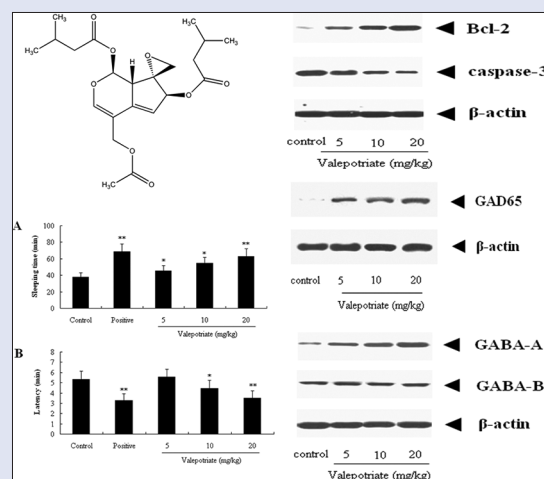 CH₃
H₃C
O
O
O
H
O
CH₃
CH₃
O
O
O
O
O
H₃C
O
Bcl-2
caspase-3
β-actin
control 5 10 20
Valepotriate (mg/kg)
GAD65
β-actin
control 5 10 20
Valepotriate (mg/kg)
GABA-A
GABA-B
β-actin
control 5 10 20
Valepotriate (mg/kg)
A
Sleeping time (min)
100
80
60
40
20
0
** * * **
Control Positive 5 10 20
Valepotriate (mg/kg)
B
Latency (min)
8
7
6
5
4
3
2
1
0
** * **
Control Positive 5 10 20
Valepotriate (mg/kg)